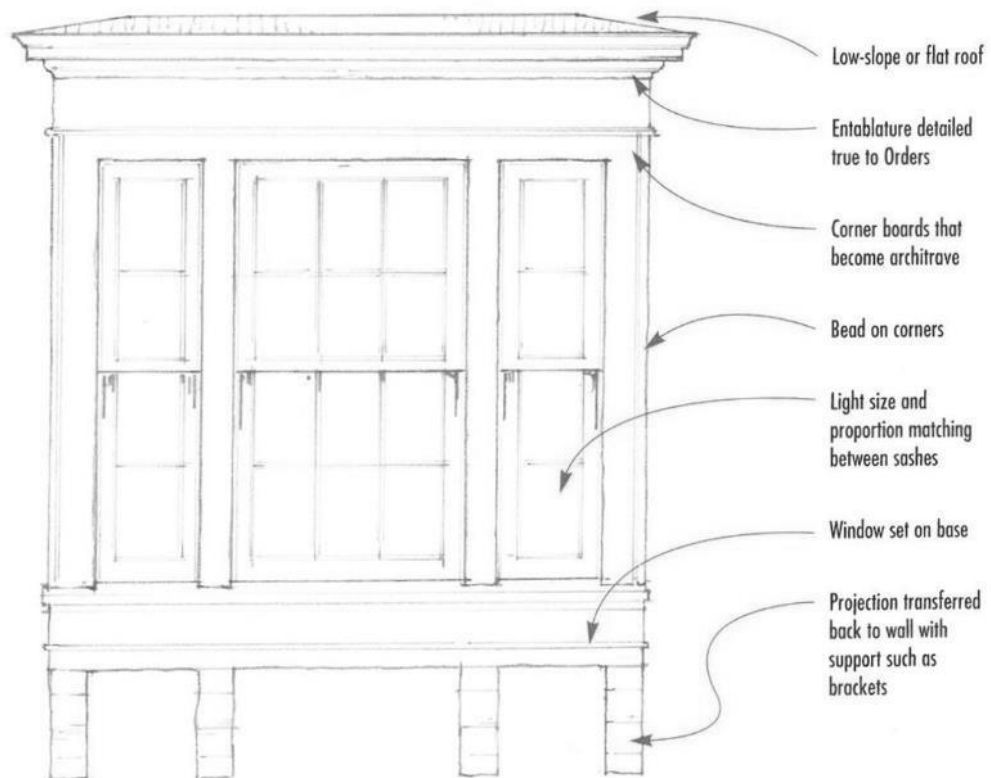 Low-slope or flat roof
Entablature detailed
true to Orders
Corner boards that
become architrave
Bead on corners
Light size and
proportion matching
between sashes
Window set on base
Projection transferred
back to wall with
support such as
brackets